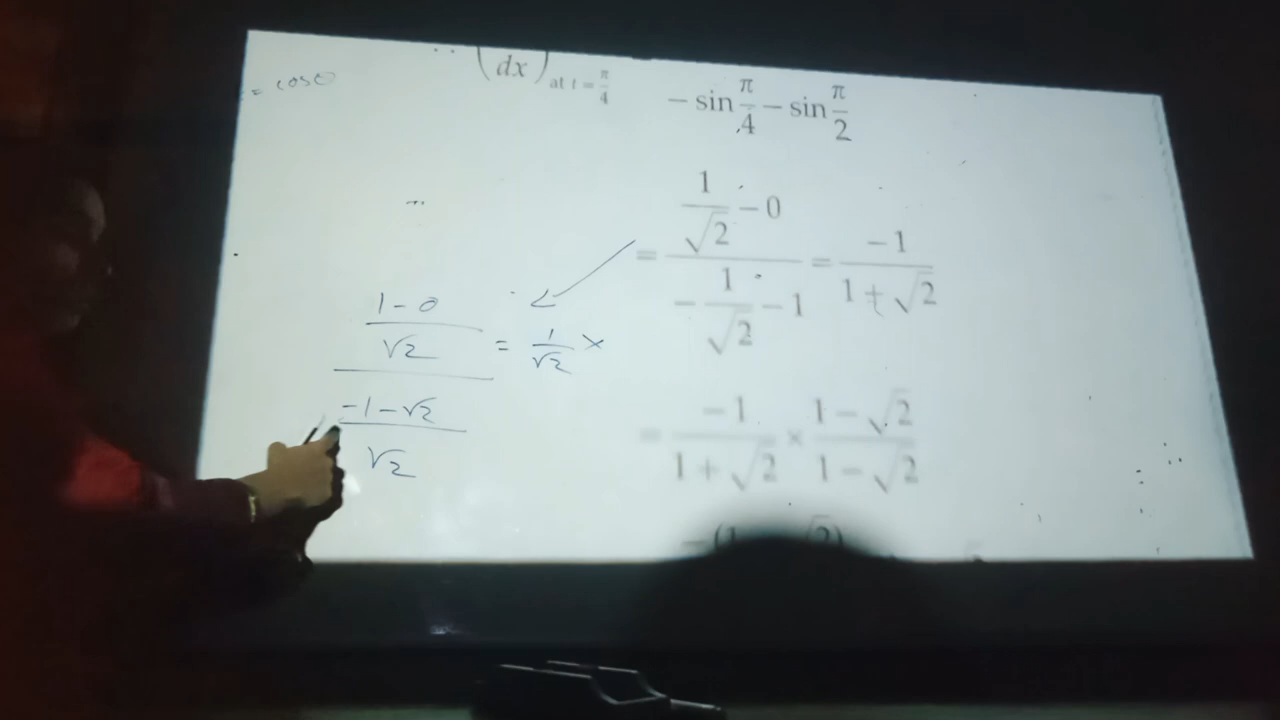 = cosθ
(dx) at t = π/4
- sin π/4 - sin π/2
= (1/√2 - 0)/(-1/√2 - 1) = -1/(1 + √2)
((1 - 0)/√2)/((-1 - √2)/√2) = 1/√2 ×
= -1/(1 + √2) × (1 - √2)/(1 - √2)